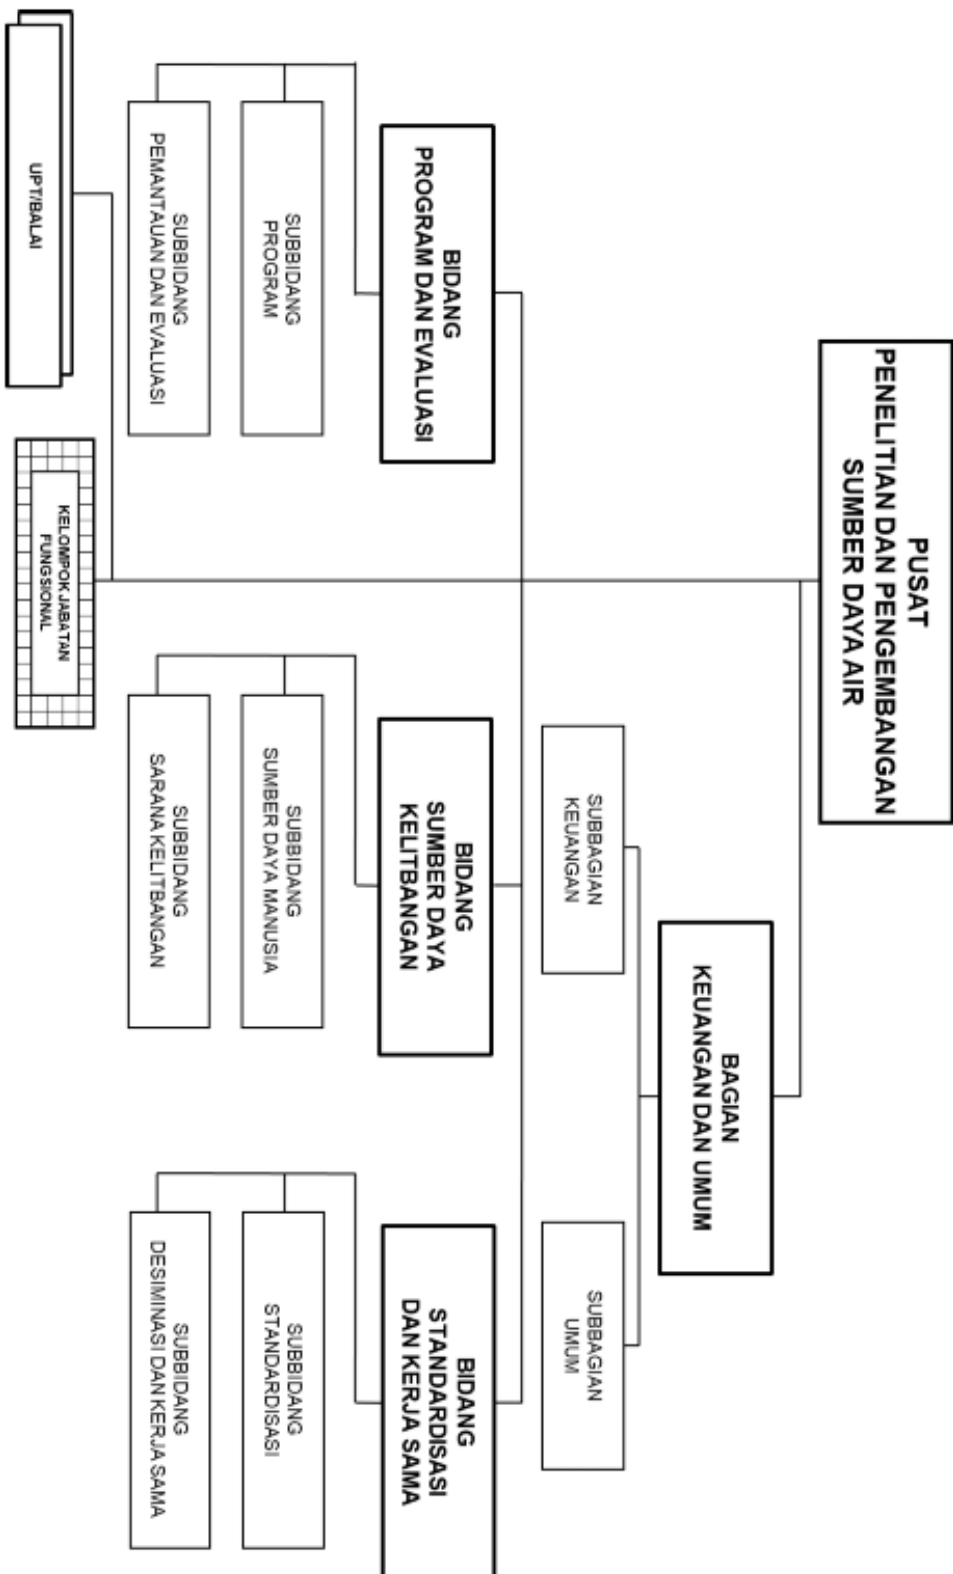 PUSAT
PENELITIAN DAN PENGEMBANGAN
SUMBER DAYA AIR
BAGIAN
KEUANGAN DAN UMUM
SUBBAGIAN
KEUANGAN
SUBBAGIAN
UMUM
BIDANG
PROGRAM DAN EVALUASI
SUBBIDANG
PROGRAM
SUBBIDANG
PEMANTAUAN DAN EVALUASI
BIDANG
SUMBER DAYA
KELITBANGAN
SUBBIDANG
SUMBER DAYA MANUSIA
SUBBIDANG
SARANA KELITBANGAN
BIDANG
STANDARDISASI
DAN KERJA SAMA
SUBBIDANG
STANDARDISASI
SUBBIDANG
DESIMINASI DAN KERJA SAMA
UPT/BALAI
KELOMPOK JABATAN
FUNGSIONAL